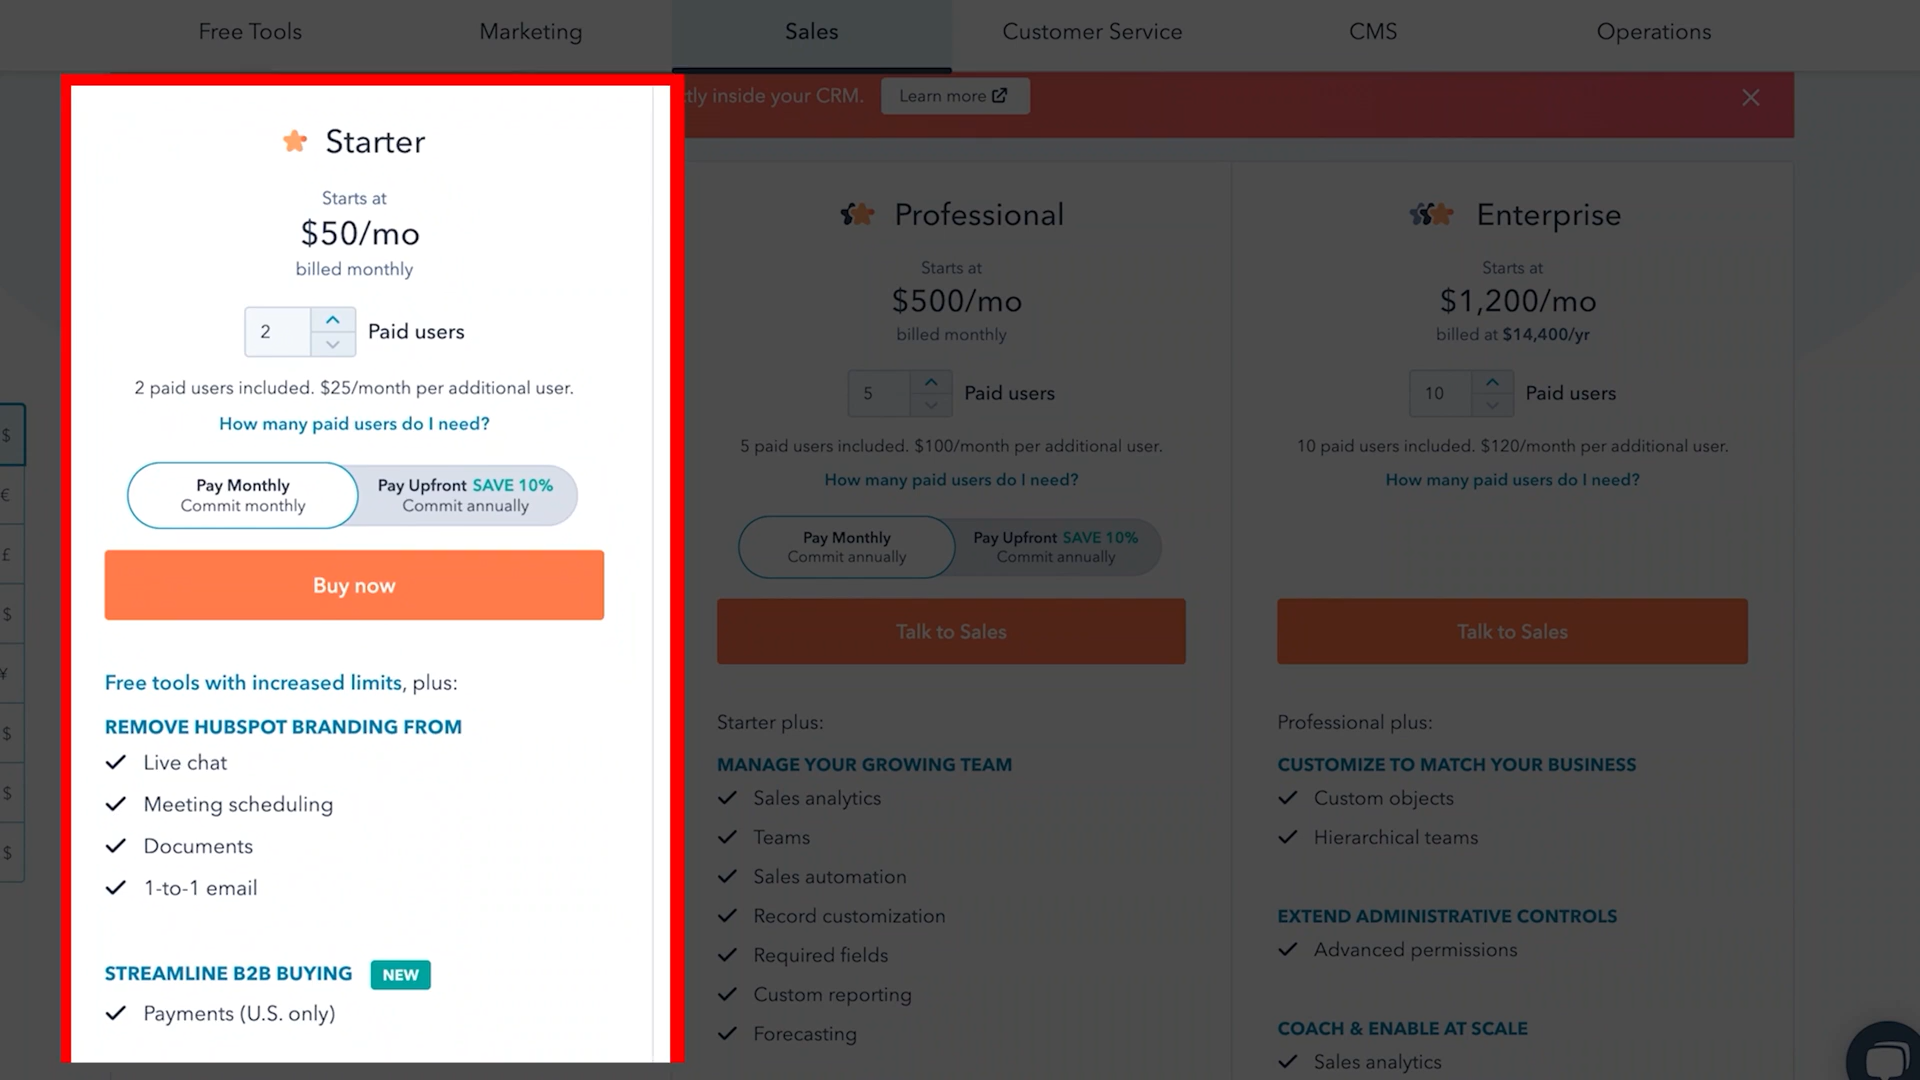 Free Tools
Marketing
Sales
Customer Service
CMS
Operations
tly inside your CRM.
Learn more
Starter
Starts at
$50/mo
billed monthly
2
Paid users
2 paid users included. $25/month per additional user.
How many paid users do I need?
Pay Monthly
Commit monthly
Pay Upfront SAVE 10%
Commit annually
Buy now
Free tools with increased limits, plus:
REMOVE HUBSPOT BRANDING FROM
Live chat
Meeting scheduling
Documents
1-to-1 email
STREAMLINE B2B BUYING NEW
Payments (U.S. only)
Professional
Starts at
$500/mo
billed monthly
5
Paid users
5 paid users included. $100/month per additional user.
How many paid users do I need?
Pay Monthly
Commit annually
Pay Upfront SAVE 10%
Commit annually
Talk to Sales
Starter plus:
MANAGE YOUR GROWING TEAM
Sales analytics
Teams
Sales automation
Record customization
Required fields
Custom reporting
Forecasting
Enterprise
Starts at
$1,200/mo
billed at $14,400/yr
10
Paid users
10 paid users included. $120/month per additional user.
How many paid users do I need?
Talk to Sales
Professional plus:
CUSTOMIZE TO MATCH YOUR BUSINESS
Custom objects
Hierarchical teams
EXTEND ADMINISTRATIVE CONTROLS
Advanced permissions
COACH & ENABLE AT SCALE
Sales analytics
$
€
£
$
¥
$
$
$